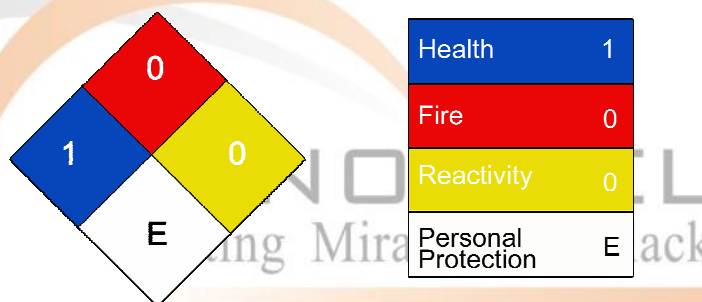 0
1
0
E
Health 1
Fire 0
Reactivity 0
Personal
Protection E